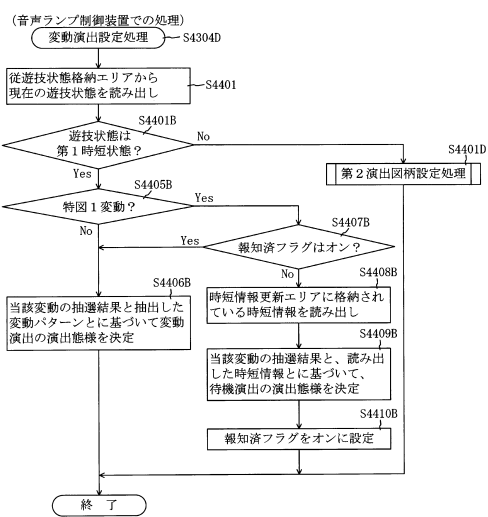 (音声ランプ制御装置での処理)
変動演出設定処理
S4304D
従遊技状態格納エリアから
現在の遊技状態を読み出し
S4401
S4401B
遊技状態は
第1時短状態?
No
Yes
S4401D
第2演出図柄設定処理
S4405B
特図1変動?
Yes
No
S4407B
報知済フラグはオン?
Yes
No
S4406B
当該変動の抽選結果と抽出した
変動パターンとに基づいて変動
演出の演出態様を決定
S4408B
時短情報更新エリアに格納され
ている時短情報を読み出し
S4409B
当該変動の抽選結果と、読み出
した時短情報とに基づいて、
待機演出の演出態様を決定
S4410B
報知済フラグをオンに設定
終 了